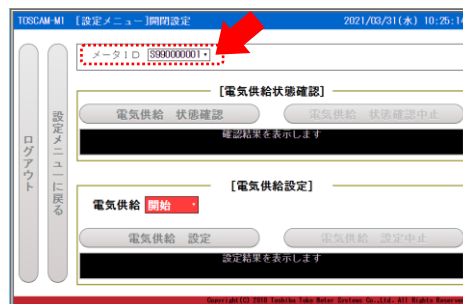 TOSCAM-M1 [設定メニュー]開閉設定 2021/03/31(水) 10:25:14
メータID S990000001
ログアウト
設定メニューに戻る
[電気供給状態確認]
電気供給 状態確認
電気供給 状態確認中止
確認結果を表示します
[電気供給設定]
電気供給 開始
電気供給 設定
電気供給 設定中止
設定結果を表示します
Copyright(C) 2018 Toshiba Toko Meter Systems Co.,Ltd. All Rights Reserved